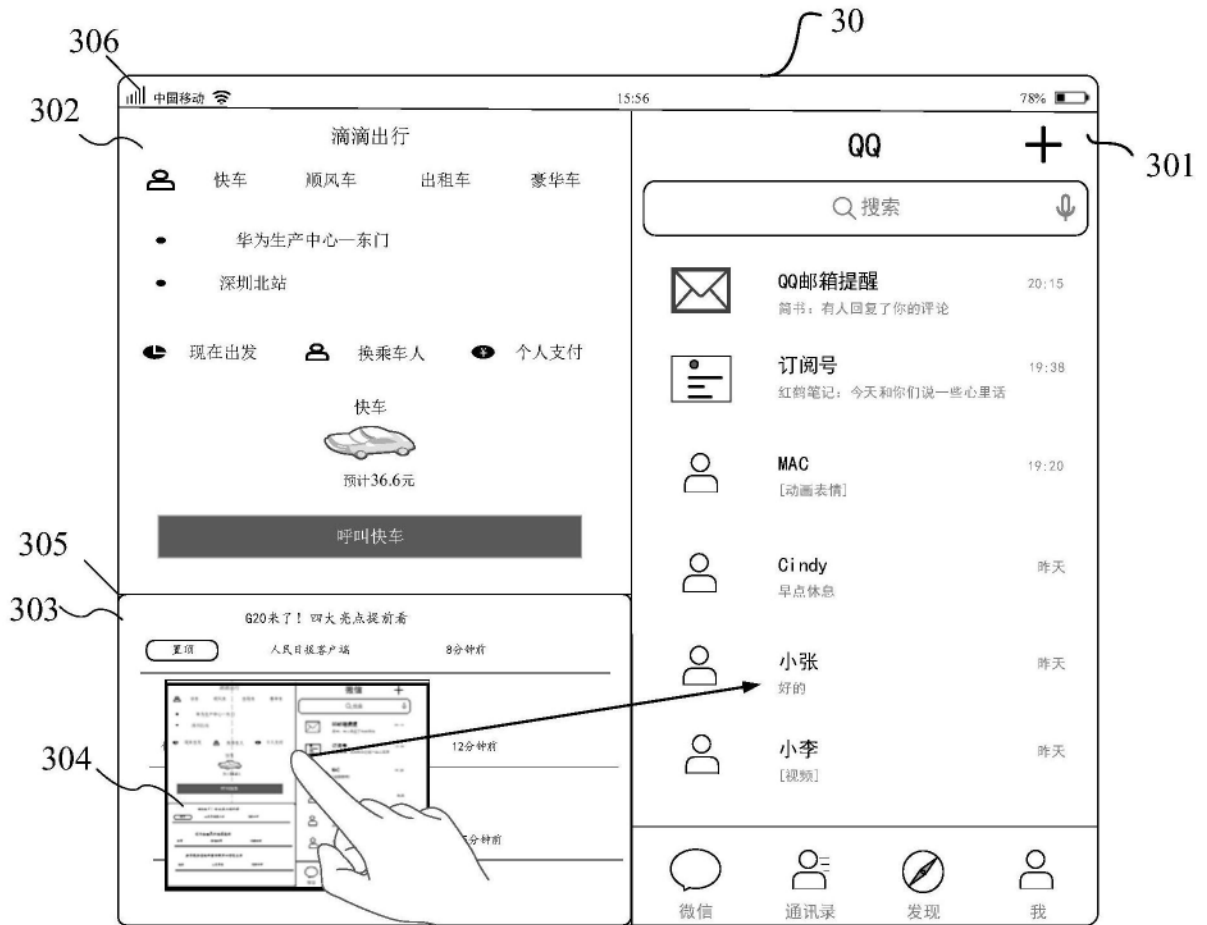 30
306
中国移动
15:56
78%
302
301
滴滴出行
快车 顺风车 出租车 豪华车
华为生产中心—东门
深圳北站
现在出发 换乘车人 个人支付
快车
预计36.6元
呼叫快车
305
303
G20来了！四大亮点提前看
置顶 人民日报客户端 8分钟前
微信
12分钟前
304
5分钟前
QQ
搜索
QQ邮箱提醒 20:15
简书：有人回复了你的评论
订阅号 19:38
红鹤笔记：今天和你们说一些心里话
MAC 19:20
[动画表情]
Cindy 昨天
早点休息
小张 昨天
好的
小李 昨天
[视频]
微信 通讯录 发现 我